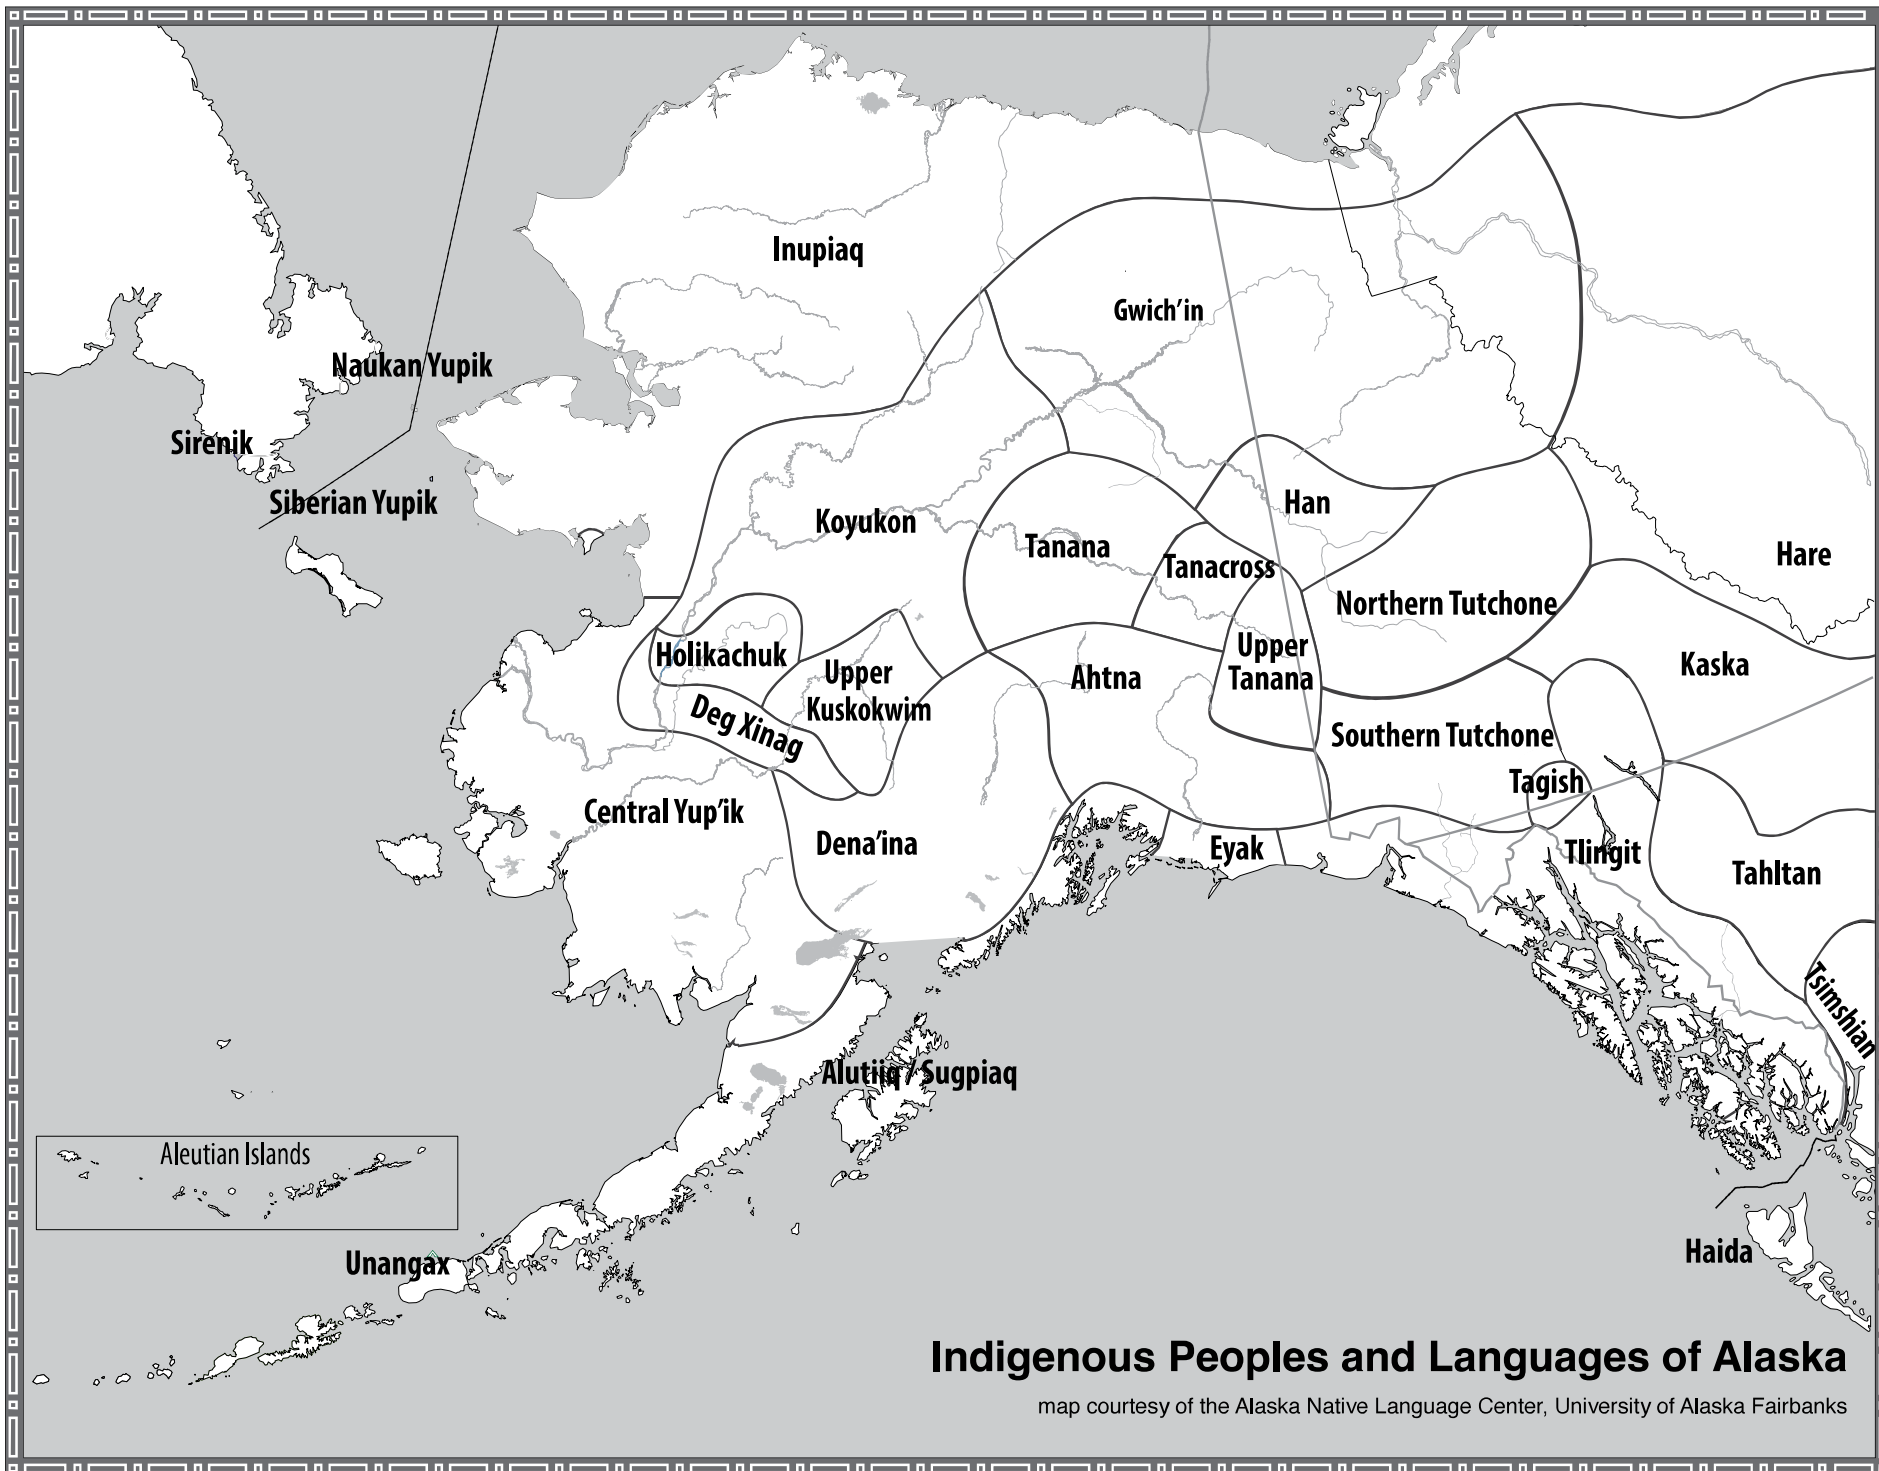 Inupiaq
Gwich'in
Naukan Yupik
Sirenik
Siberian Yupik
Koyukon
Han
Tanana
Tanacross
Hare
Northern Tutchone
Holikachuk
Upper
Kuskokwim
Upper
Tanana
Ahtna
Kaska
Deg Xinag
Southern Tutchone
Tagish
Central Yup'ik
Dena'ina
Eyak
Tlingit
Tahltan
Tsimshian
Alutiiq / Sugpiaq
Aleutian Islands
Unangax
Haida
Indigenous Peoples and Languages of Alaska
map courtesy of the Alaska Native Language Center, University of Alaska Fairbanks